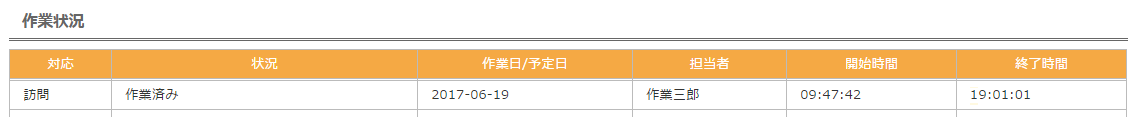 作業状況
対応 状況 作業日/予定日 担当者 開始時間 終了時間
訪問 作業済み 2017-06-19 作業三郎 09:47:42 19:01:01